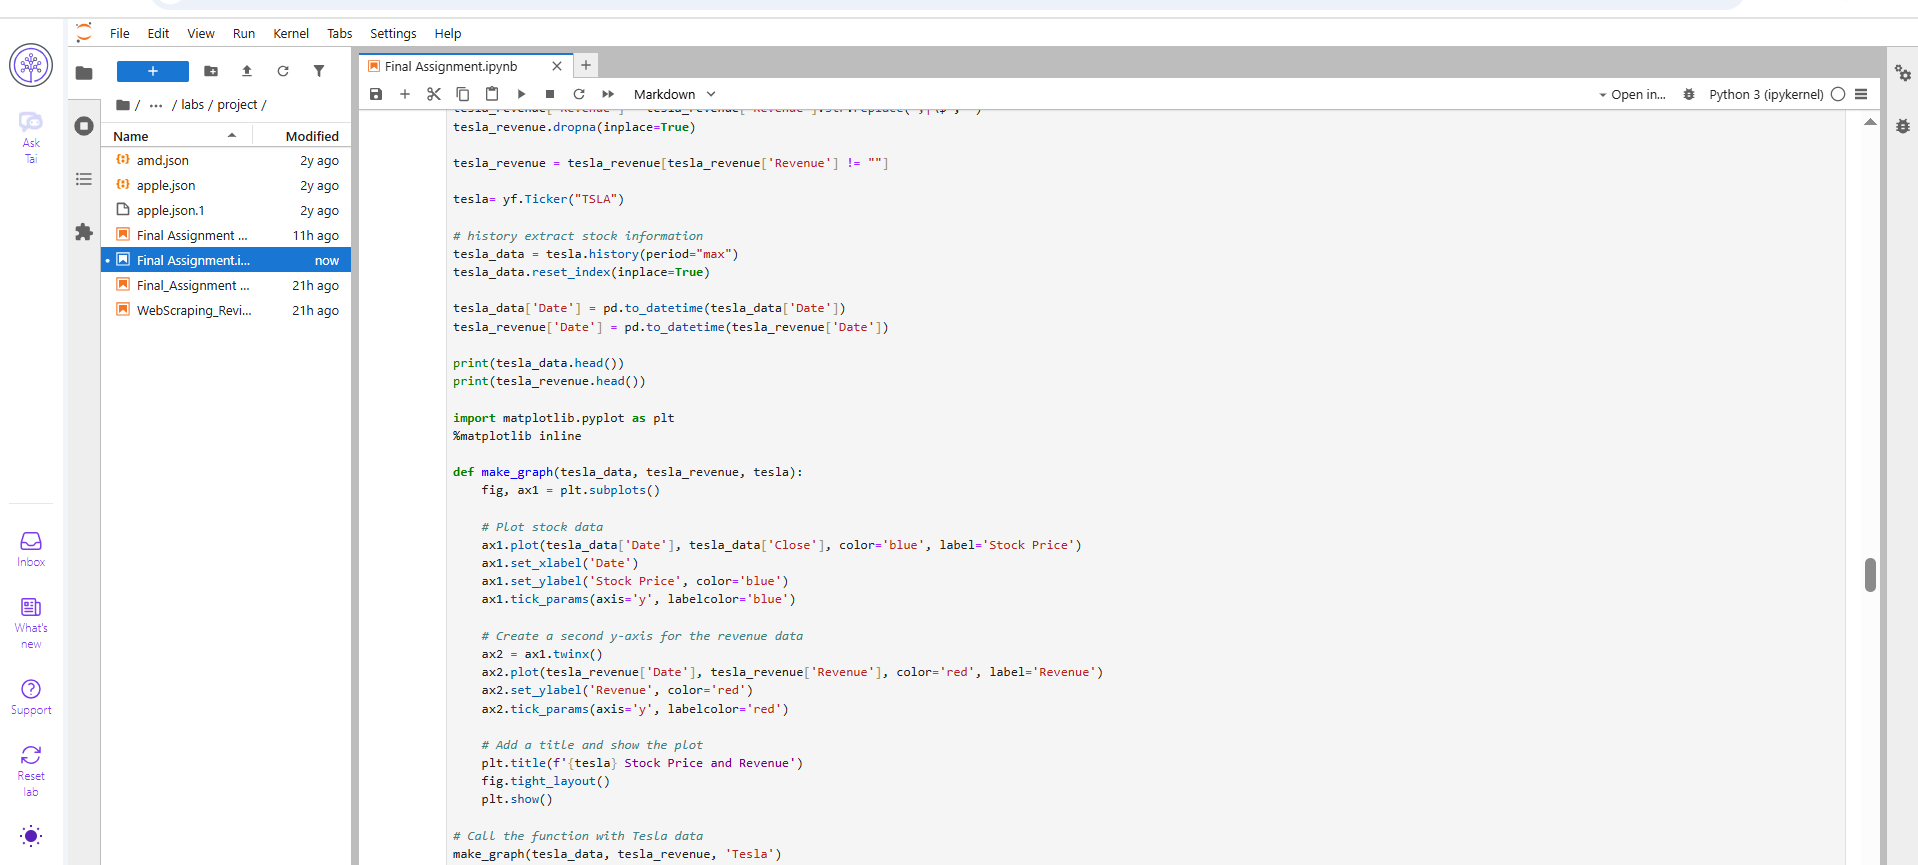 File Edit View Run Kernel Tabs Settings Help
Ask
Tai
Inbox
What's
new
Support
Reset
lab
/ ... / labs / project /
Name Modified
amd.json 2y ago
apple.json 2y ago
apple.json.1 2y ago
Final Assignment ... 11h ago
Final Assignment.i... now
Final_Assignment ... 21h ago
WebScraping_Revi... 21h ago
Final Assignment.ipynb
Markdown
Open in...
Python 3 (ipykernel)
tesla_revenue.dropna(inplace=True)
tesla_revenue = tesla_revenue[tesla_revenue['Revenue'] != ""]
tesla= yf.Ticker("TSLA")
# history extract stock information
tesla_data = tesla.history(period="max")
tesla_data.reset_index(inplace=True)
tesla_data['Date'] = pd.to_datetime(tesla_data['Date'])
tesla_revenue['Date'] = pd.to_datetime(tesla_revenue['Date'])
print(tesla_data.head())
print(tesla_revenue.head())
import matplotlib.pyplot as plt
%matplotlib inline
def make_graph(tesla_data, tesla_revenue, tesla):
    fig, ax1 = plt.subplots()
    # Plot stock data
    ax1.plot(tesla_data['Date'], tesla_data['Close'], color='blue', label='Stock Price')
    ax1.set_xlabel('Date')
    ax1.set_ylabel('Stock Price', color='blue')
    ax1.tick_params(axis='y', labelcolor='blue')
    # Create a second y-axis for the revenue data
    ax2 = ax1.twinx()
    ax2.plot(tesla_revenue['Date'], tesla_revenue['Revenue'], color='red', label='Revenue')
    ax2.set_ylabel('Revenue', color='red')
    ax2.tick_params(axis='y', labelcolor='red')
    # Add a title and show the plot
    plt.title(f'{tesla} Stock Price and Revenue')
    fig.tight_layout()
    plt.show()
# Call the function with Tesla data
make_graph(tesla_data, tesla_revenue, 'Tesla')